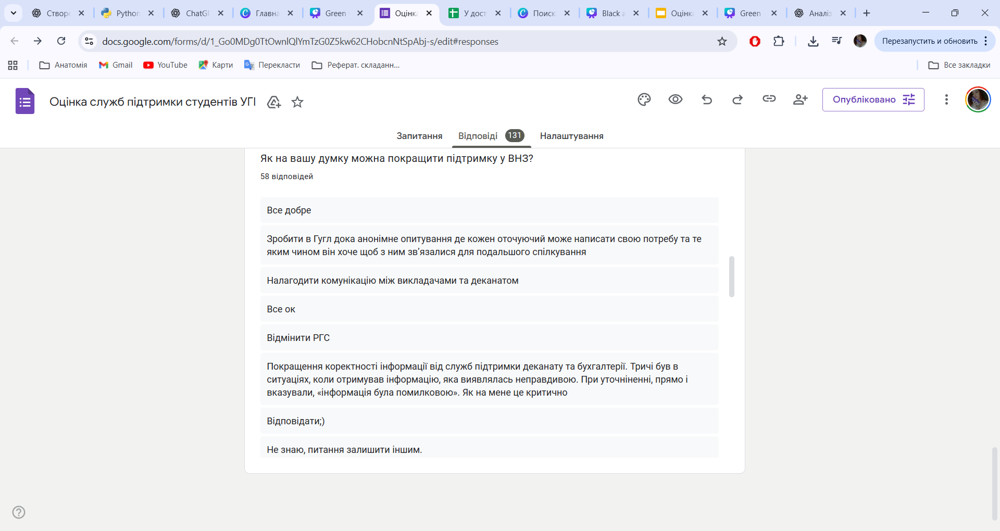 Створе
Python
ChatGP
Главна
Green
Оцінка
У дост
Поиск
Black a
Оцінка
Green
Аналіз
docs.google.com/forms/d/1_Go0MDg0TtOwnlQlYmTzG0Z5kw62CHobcnNtSpAbj-s/edit#responses
Перезапустить и обновить
Анатомія
Gmail
YouTube
Карти
Перекласти
Реферат. складанн...
Все закладки
Оцінка служб підтримки студентів УГІ
Опубліковано
Запитання
Відповіді 131
Налаштування
Як на вашу думку можна покращити підтримку у ВНЗ?
58 відповідей
Все добре
Зробити в Гугл дока анонімне опитування де кожен оточуючий може написати свою потребу та те
яким чином він хоче щоб з ним зв’язалися для подальшого спілкування
Налагодити комунікацію між викладачами та деканатом
Все ок
Відмінити РГС
Покращення коректності інформації від служб підтримки деканату та бухгалтерії. Тричі був в
ситуаціях, коли отримував інформацію, яка виявлялась неправдивою. При уточніненні, прямо і
вказували, «інформація була помилковою». Як на мене це критично
Відповідати;)
Не знаю, питання залишити іншим.